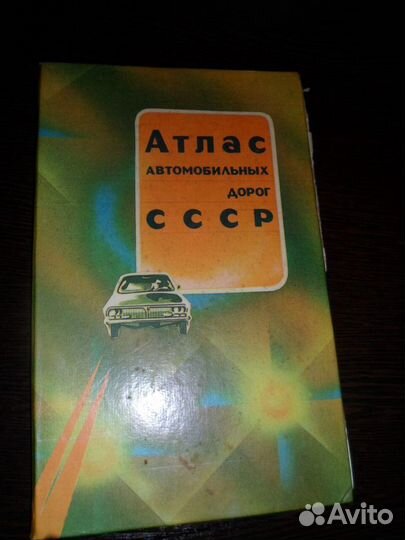 Атлас
автомобильных
дорог
СССР
Avito